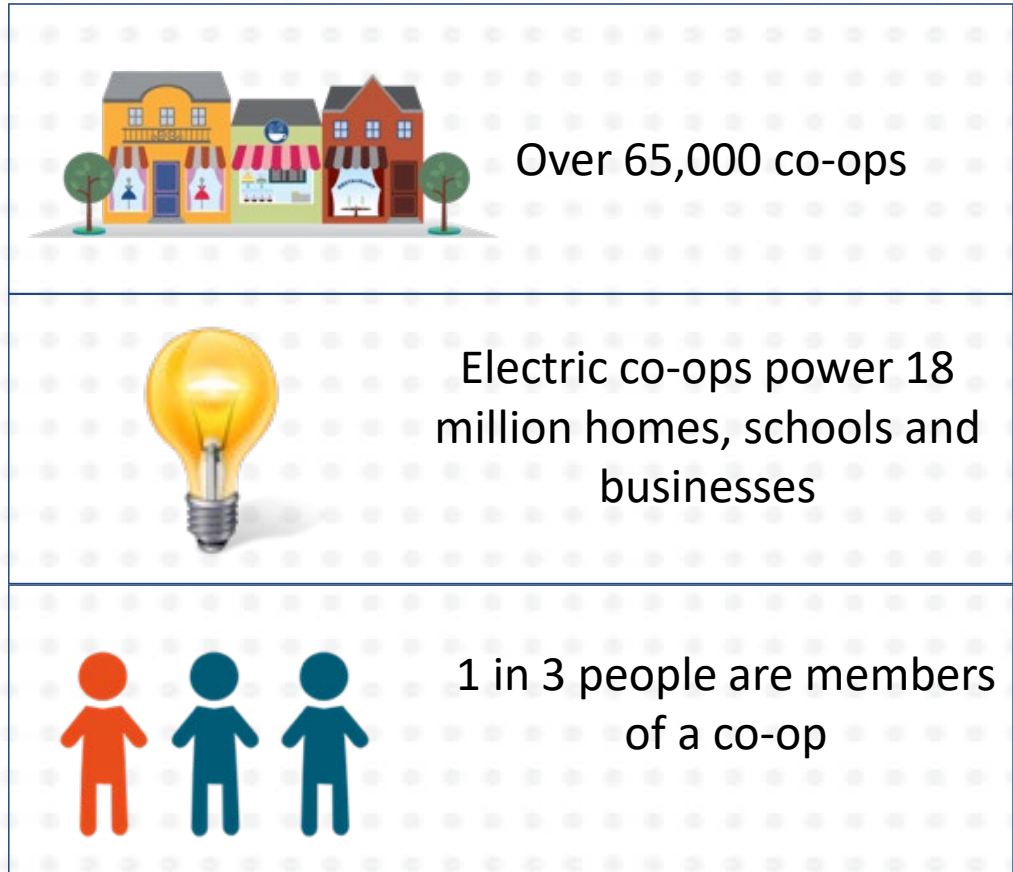 RESTAURANT
Over 65,000 co-ops
Electric co-ops power 18
million homes, schools and
businesses
1 in 3 people are members
of a co-op